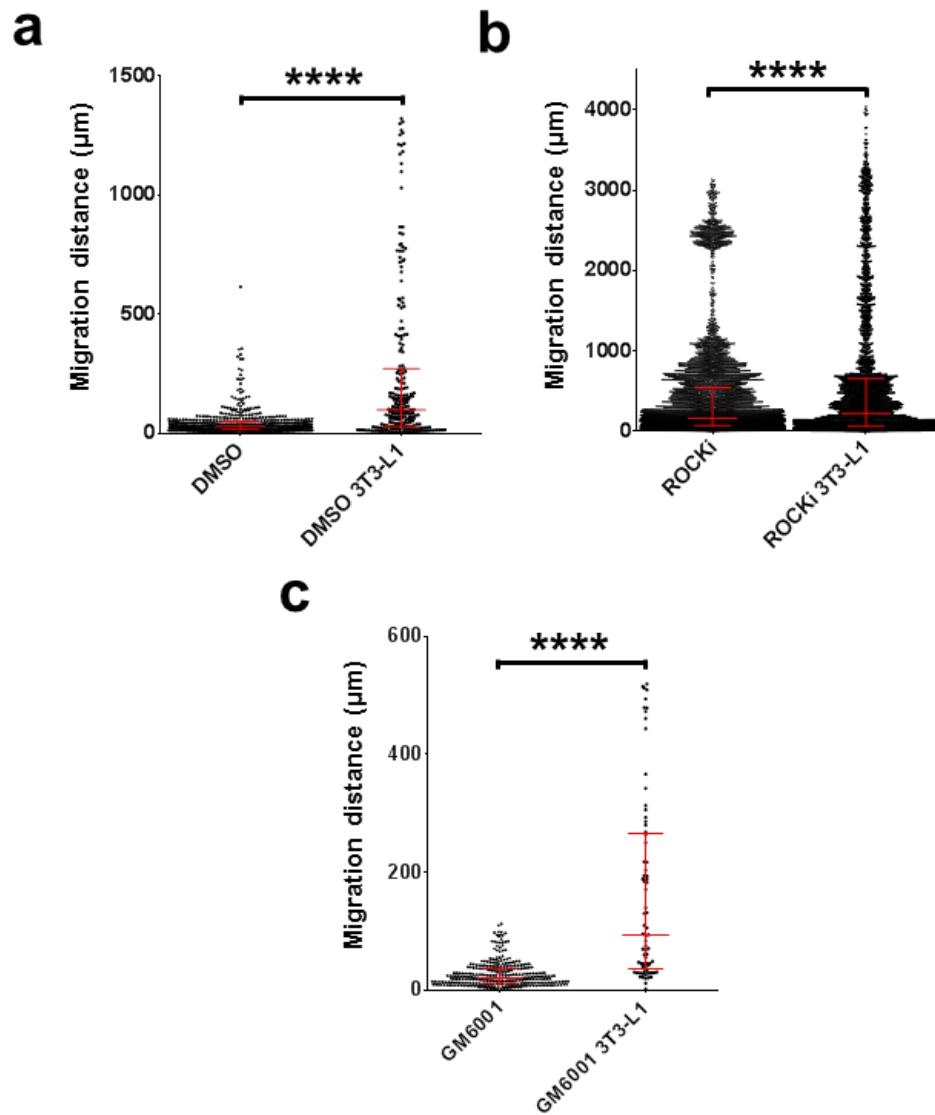 a
Migration distance (µm)
1500
1000
500
0
****
DMSO
DMSO 3T3-L1
b
Migration distance (µm)
4000
3000
2000
1000
0
****
ROCKi
ROCKi 3T3-L1
c
Migration distance (µm)
600
400
200
0
****
GM6001
GM6001 3T3-L1